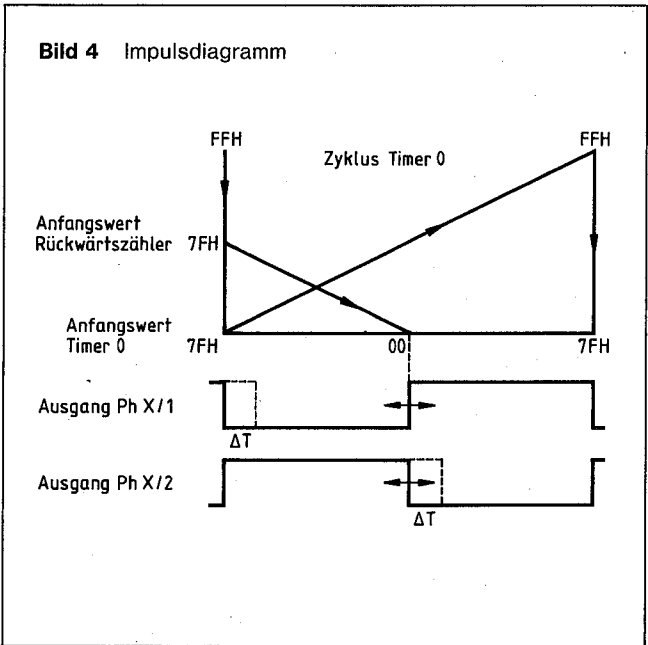 Bild 4 Impulsdiagramm
FFH
FFH
Zyklus Timer 0
Anfangswert
Rückwärtszähler 7FH
Anfangswert
Timer 0
7FH
00
7FH
Ausgang Ph X/1
ΔT
Ausgang Ph X/2
ΔT